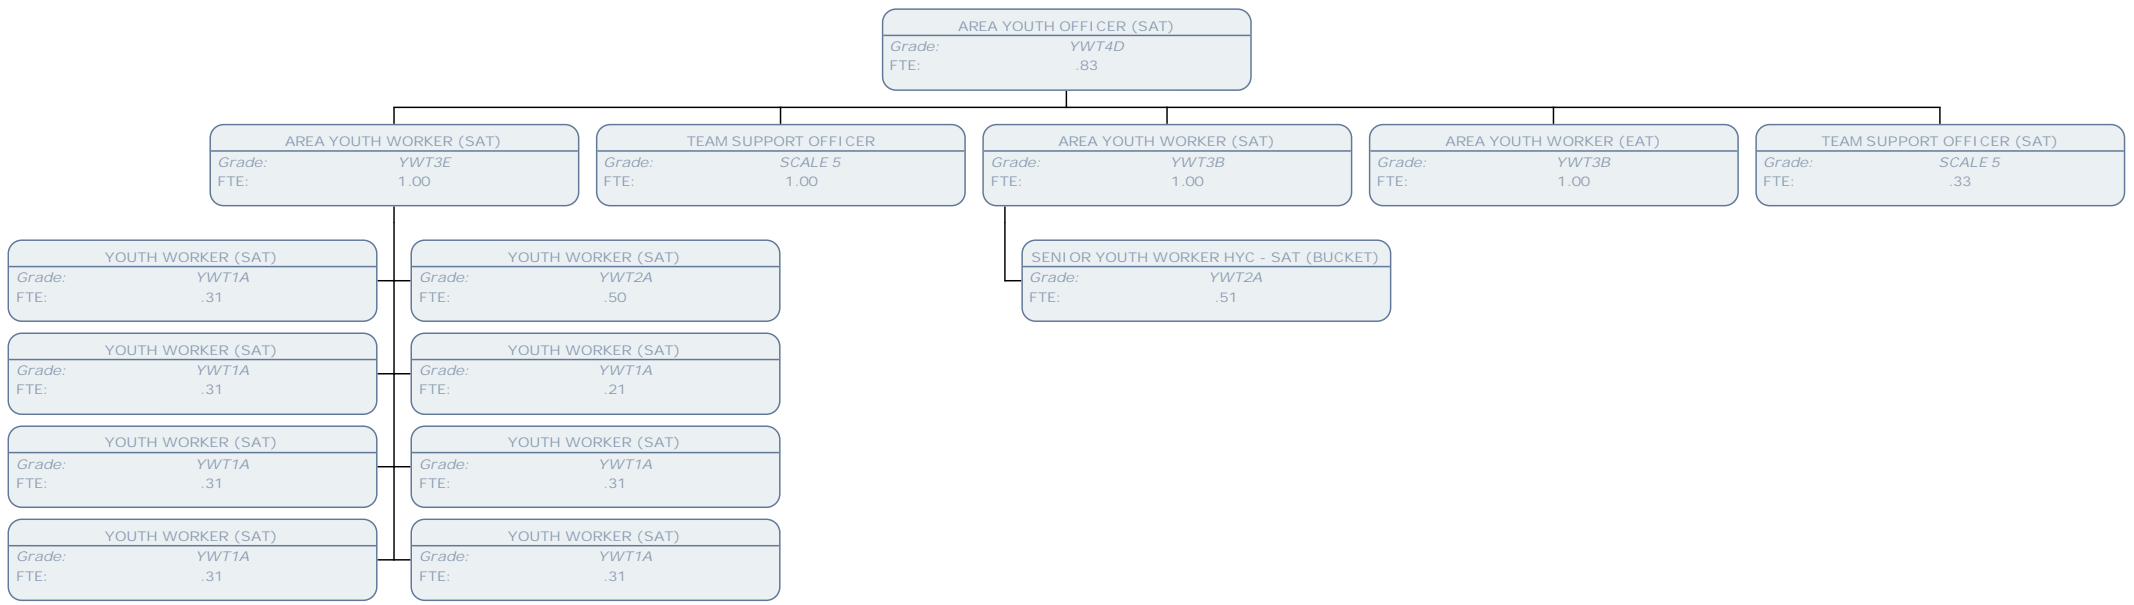 AREA YOUTH OFFICER (SAT)
Grade: YWT4D
FTE: .83
AREA YOUTH WORKER (SAT)
Grade: YWT3E
FTE: 1.00
TEAM SUPPORT OFFICER
Grade: SCALE 5
FTE: 1.00
AREA YOUTH WORKER (SAT)
Grade: YWT3B
FTE: 1.00
AREA YOUTH WORKER (EAT)
Grade: YWT3B
FTE: 1.00
TEAM SUPPORT OFFICER (SAT)
Grade: SCALE 5
FTE: .33
YOUTH WORKER (SAT)
Grade: YWT1A
FTE: .31
YOUTH WORKER (SAT)
Grade: YWT2A
FTE: .50
SENIOR YOUTH WORKER HYC - SAT (BUCKET)
Grade: YWT2A
FTE: .51
YOUTH WORKER (SAT)
Grade: YWT1A
FTE: .31
YOUTH WORKER (SAT)
Grade: YWT1A
FTE: .21
YOUTH WORKER (SAT)
Grade: YWT1A
FTE: .31
YOUTH WORKER (SAT)
Grade: YWT1A
FTE: .31
YOUTH WORKER (SAT)
Grade: YWT1A
FTE: .31
YOUTH WORKER (SAT)
Grade: YWT1A
FTE: .31